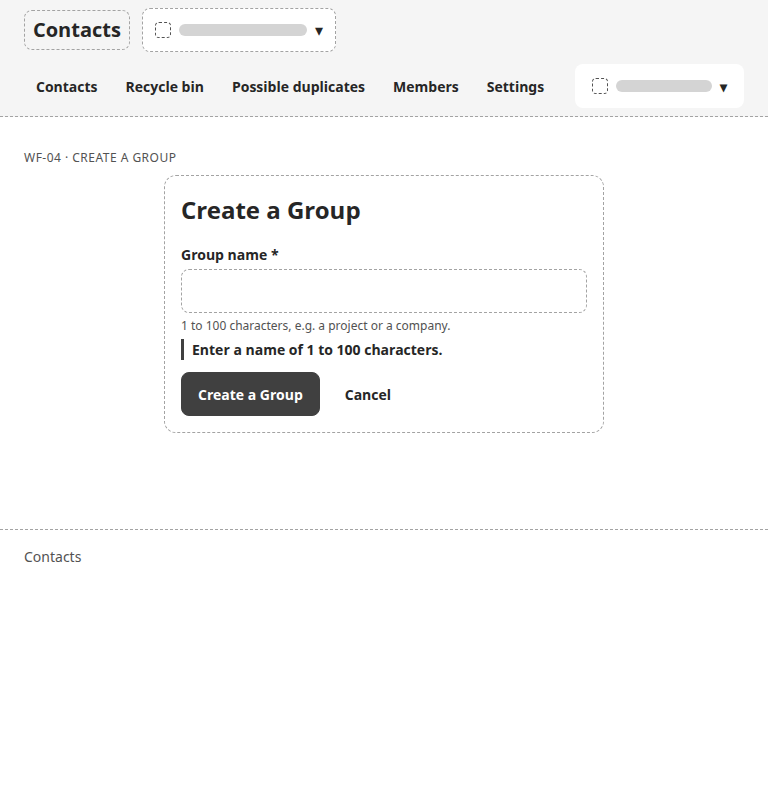 Contacts
▼
Contacts Recycle bin Possible duplicates Members Settings ▼
WF-04 · CREATE A GROUP
Create a Group
Group name *
1 to 100 characters, e.g. a project or a company.
Enter a name of 1 to 100 characters.
Create a Group Cancel
Contacts